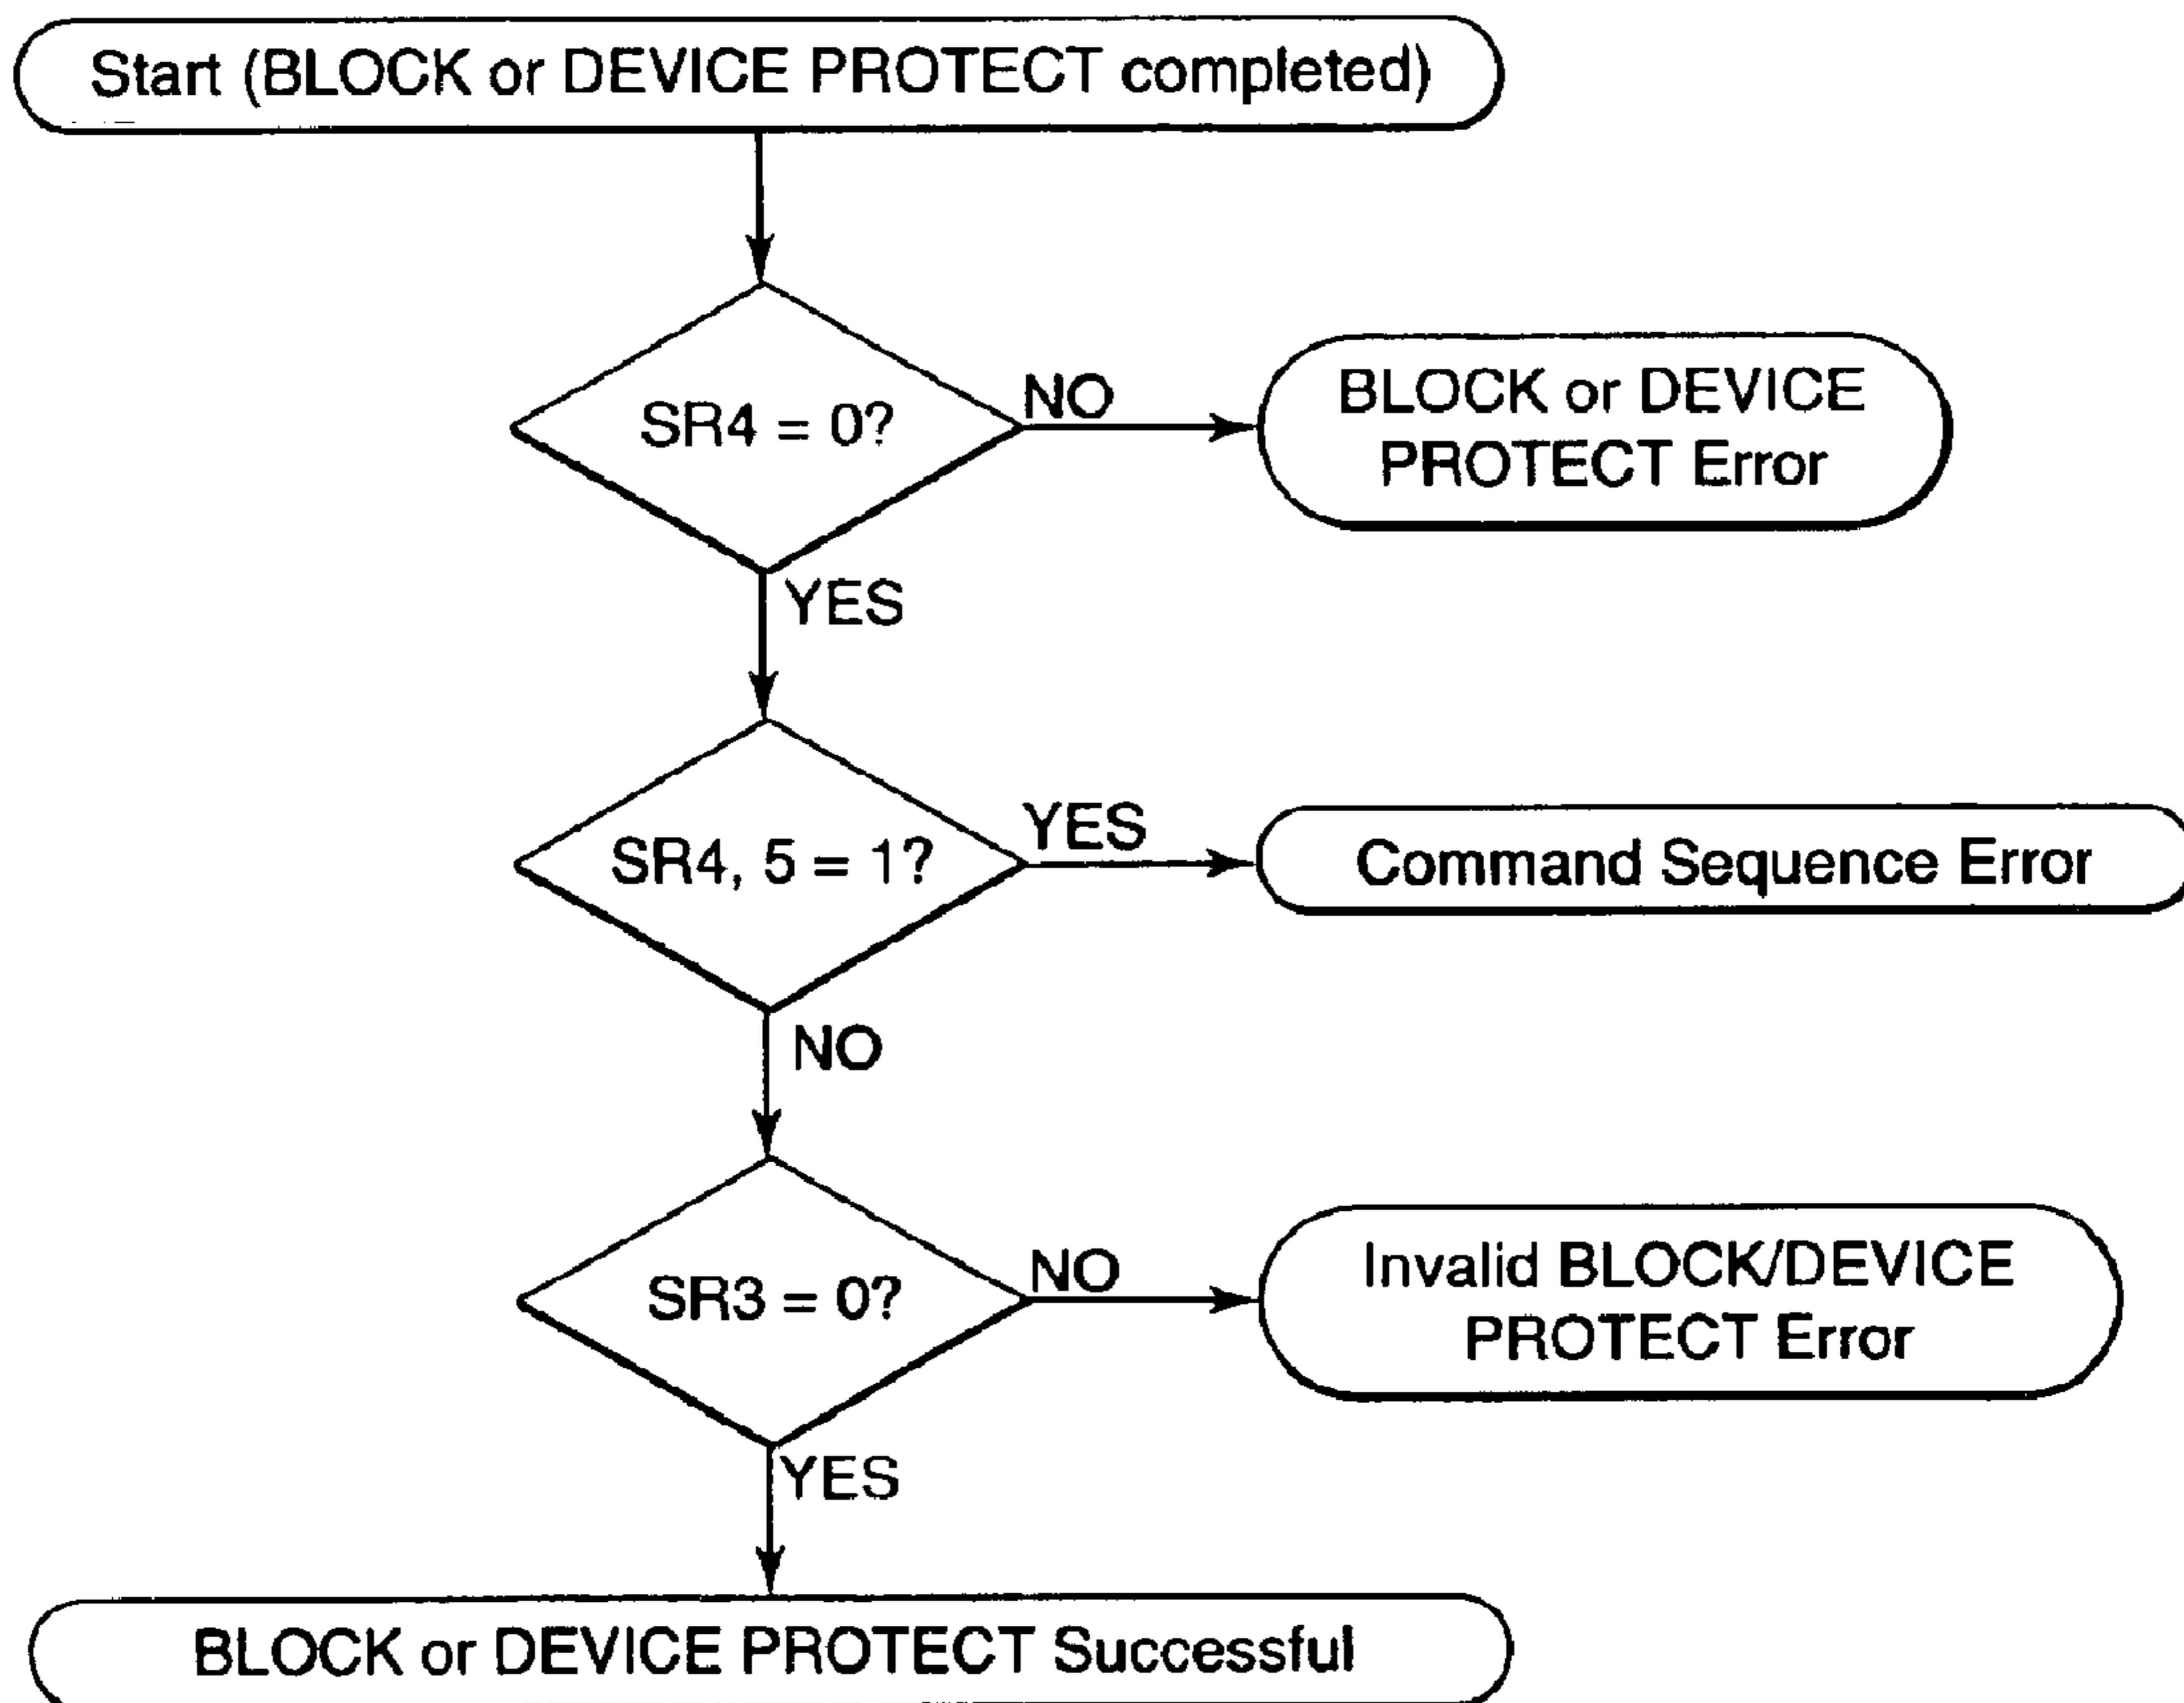 Start (BLOCK or DEVICE PROTECT completed)
SR4 = 0?
NO
BLOCK or DEVICE
PROTECT Error
YES
SR4, 5 = 1?
YES
Command Sequence Error
NO
SR3 = 0?
NO
Invalid BLOCK/DEVICE
PROTECT Error
YES
BLOCK or DEVICE PROTECT Successful